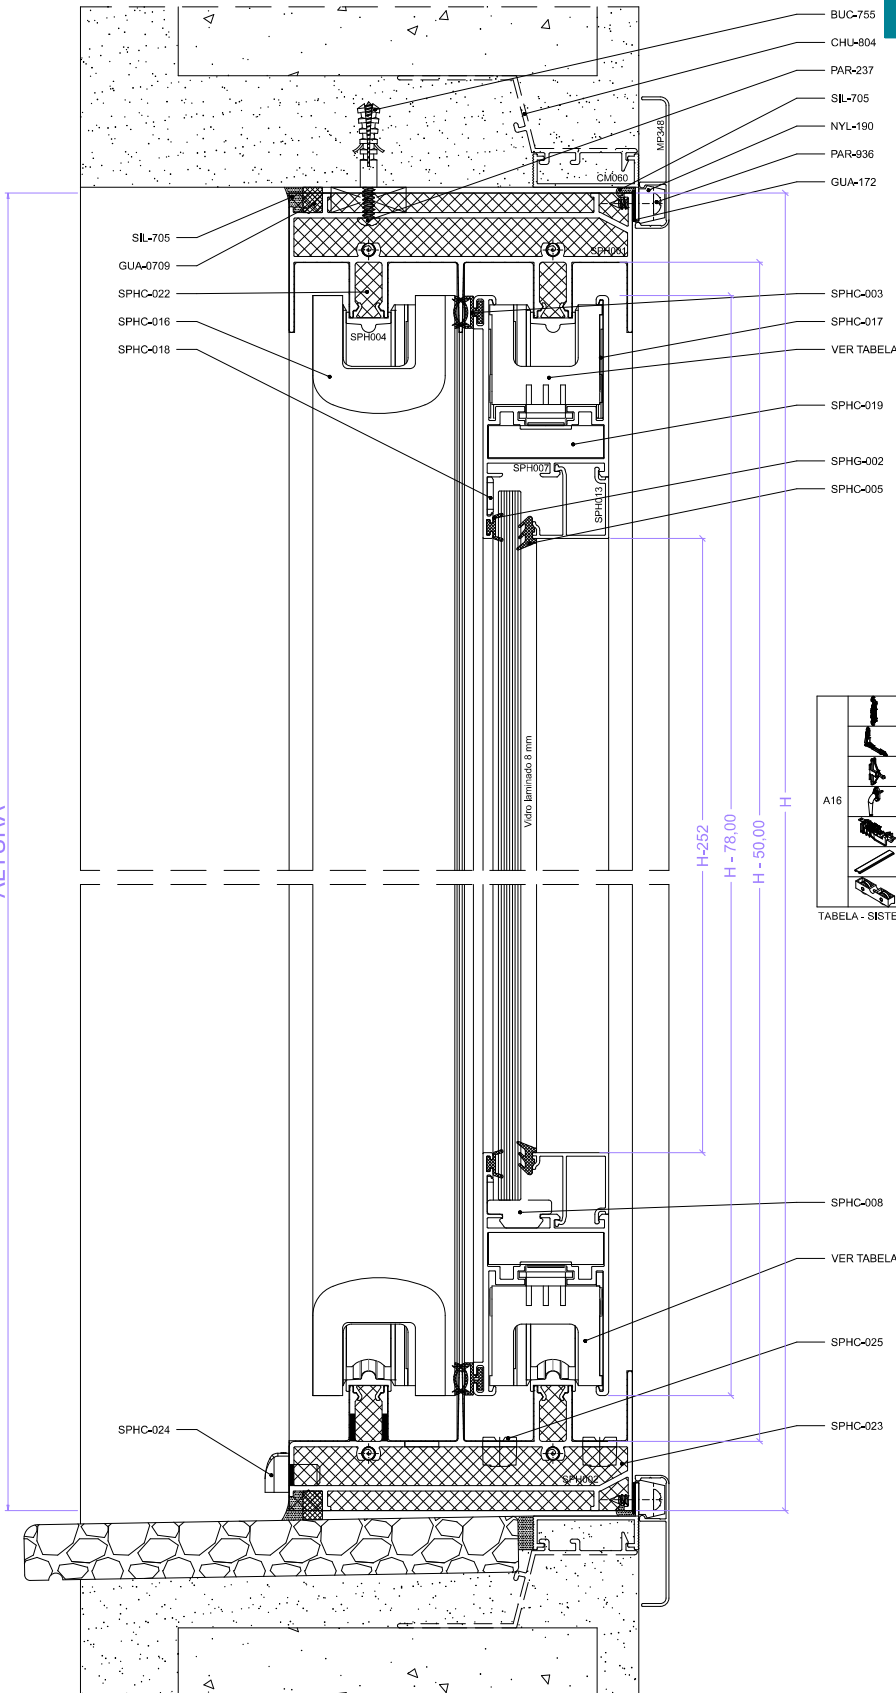 BUC-755
CHU-804
PAR-237
SIL-705
NYL-190
PAR-936
GUA-172
MP348
CM060
SIL-705
GUA-0709
SPHC-022
SPHC-016
SPHC-018
SPH001
SPH004
SPHC-003
SPHC-017
VER TABELA
SPHC-019
SPHG-002
SPHC-005
SPH007
SPH013
Vidro laminado 8 mm
ALTURA
H-252
H - 78,00
H - 50,00
H
A16
TABELA - SISTE
SPHC-008
VER TABELA
SPHC-025
SPHC-023
SPHC-024
SPH002